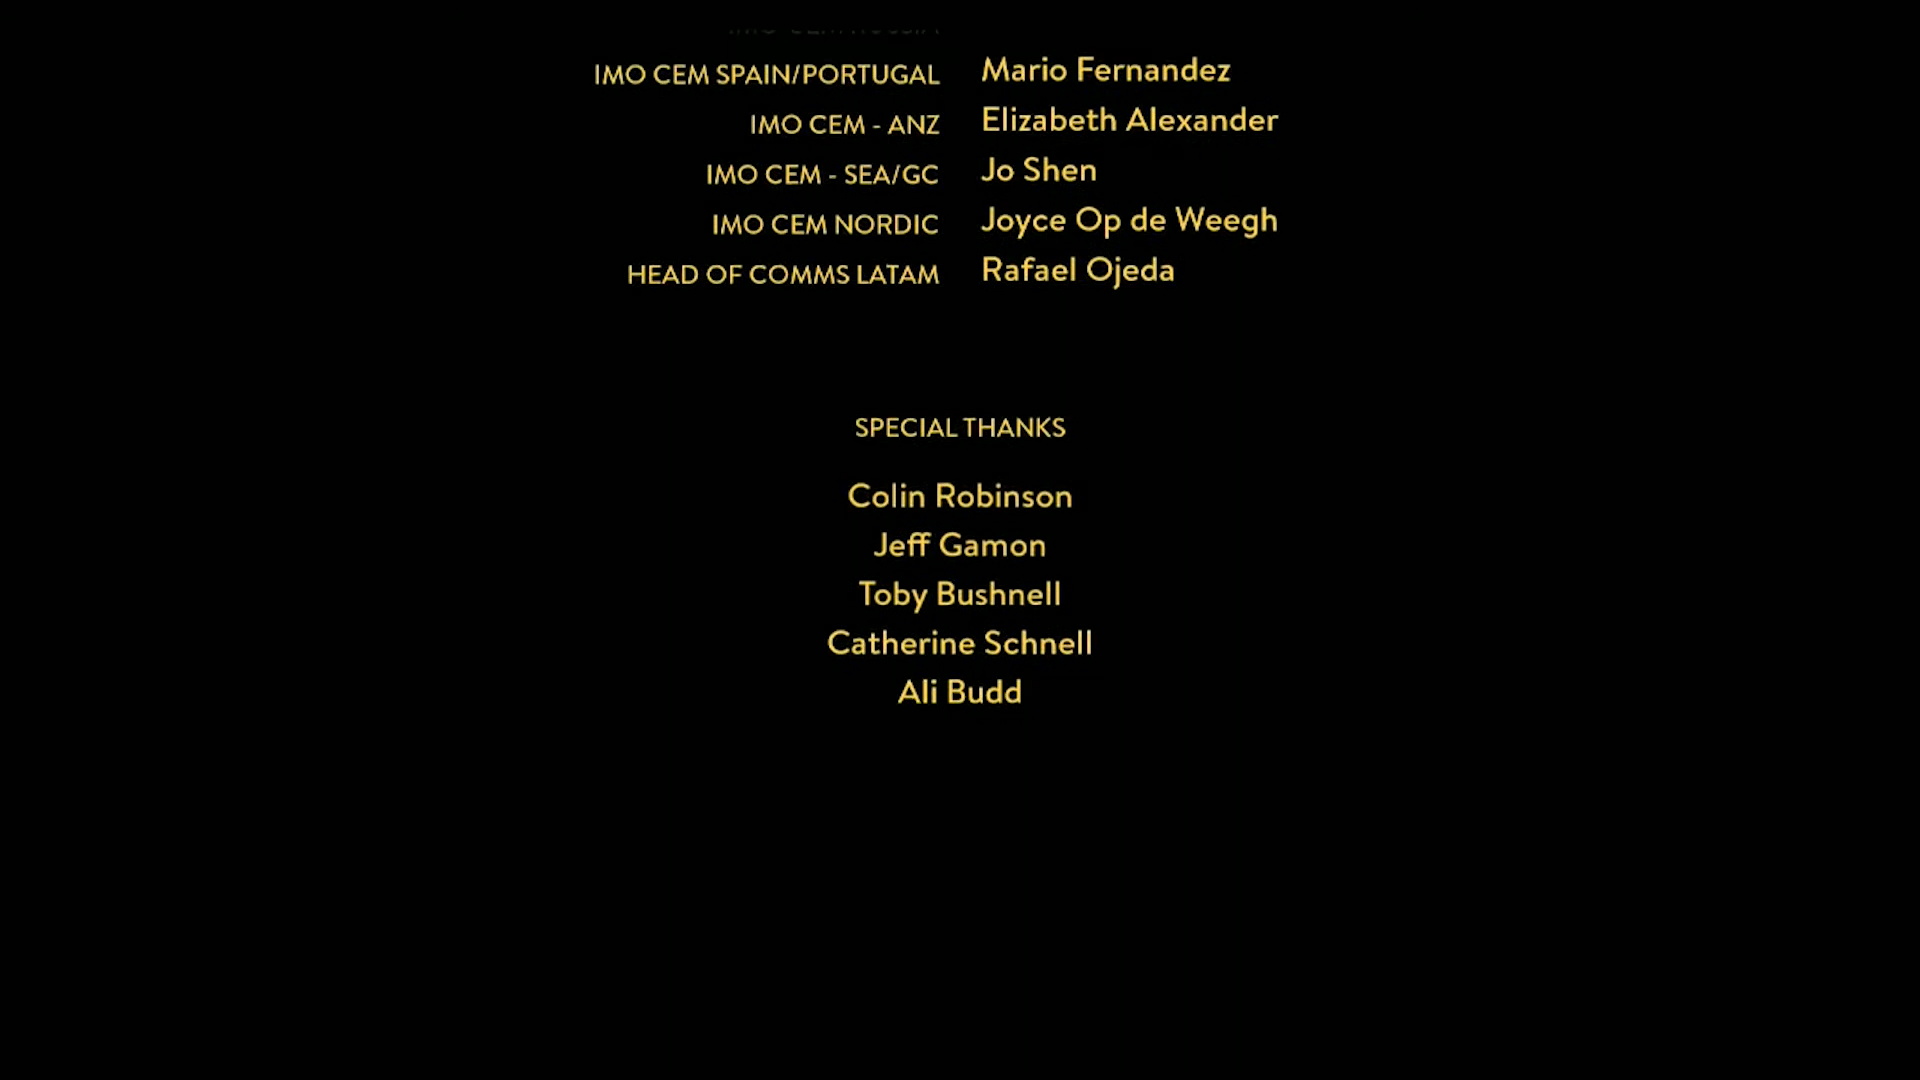 IMO CEM SPAIN/PORTUGAL Mario Fernandez
IMO CEM - ANZ Elizabeth Alexander
IMO CEM - SEA/GC Jo Shen
IMO CEM NORDIC Joyce Op de Weegh
HEAD OF COMMS LATAM Rafael Ojeda
SPECIAL THANKS
Colin Robinson
Jeff Gamon
Toby Bushnell
Catherine Schnell
Ali Budd